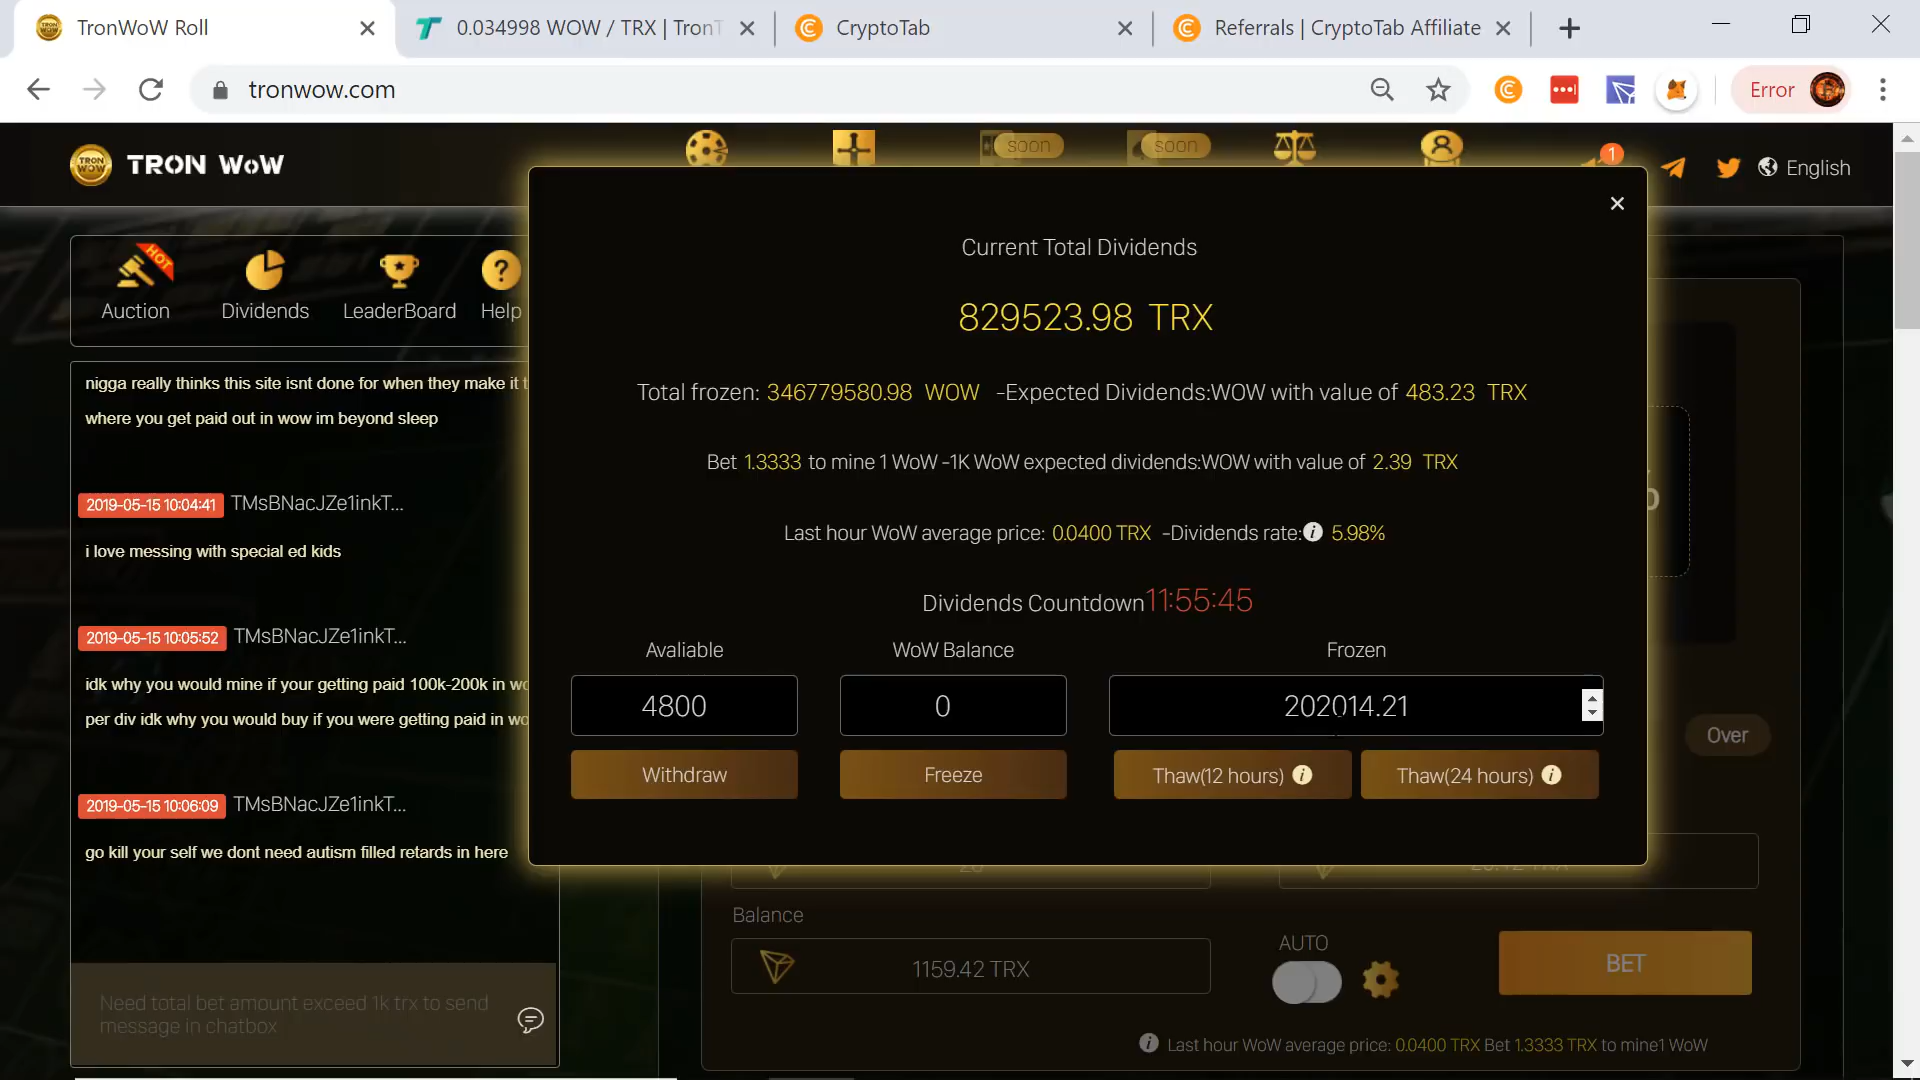 TronWoW Roll
0.034998 WOW / TRX | TronT
CryptoTab
Referrals | CryptoTab Affiliate
tronwow.com
Error
TRON WOW
TRON WoW
soon
soon
1
English
HOT
Auction
Dividends
LeaderBoard
Help
nigga really thinks this site isnt done for when they make it t
where you get paid out in wow im beyond sleep
2019-05-15 10:04:41 TMsBNacJZe1inkT...
i love messing with special ed kids
2019-05-15 10:05:52 TMsBNacJZe1inkT...
idk why you would mine if your getting paid 100k-200k in wo
per div idk why you would buy if you were getting paid in wo
2019-05-15 10:06:09 TMsBNacJZe1inkT...
go kill your self we dont need autism filled retards in here
Need total bet amount exceed 1k trx to send
message in chatbox
Current Total Dividends
829523.98 TRX
Total frozen: 346779580.98 WOW -Expected Dividends:WOW with value of 483.23 TRX
Bet 1.3333 to mine 1 WoW -1K WoW expected dividends:WOW with value of 2.39 TRX
Last hour WoW average price: 0.0400 TRX -Dividends rate: 5.98%
Dividends Countdown 11:55:45
Avaliable
WoW Balance
Frozen
4800
0
202014.21
Withdraw
Freeze
Thaw(12 hours)
Thaw(24 hours)
Over
Balance
1159.42 TRX
AUTO
BET
Last hour WoW average price: 0.0400 TRX Bet 1.3333 TRX to mine1 WoW